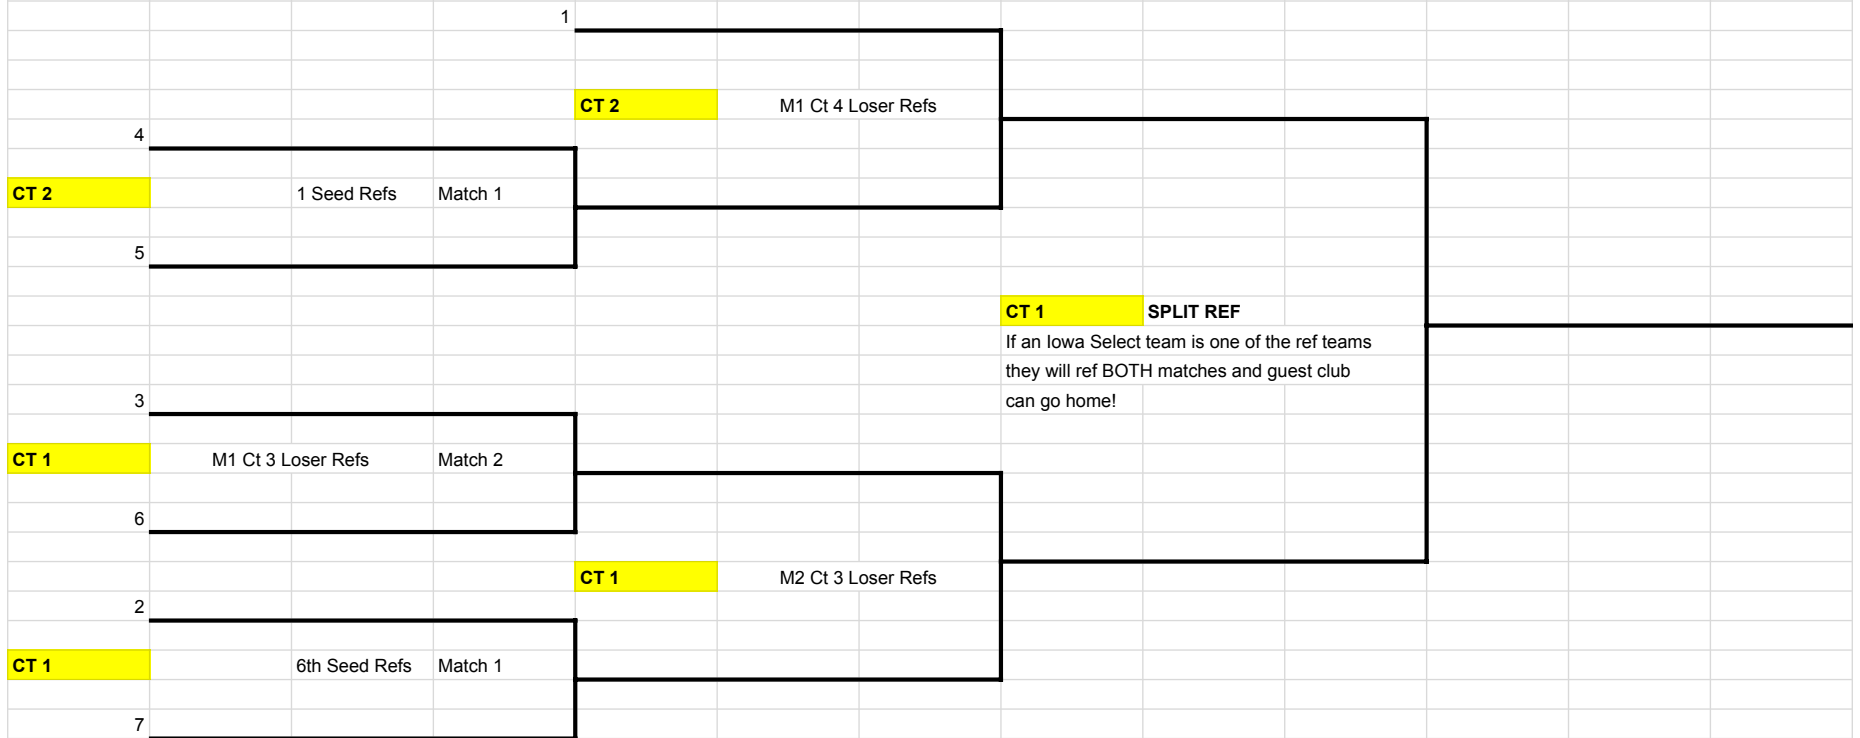 1
CT 2 M1 Ct 4 Loser Refs
4
CT 2 1 Seed Refs Match 1
5
CT 1 SPLIT REF
If an Iowa Select team is one of the ref teams
they will ref BOTH matches and guest club
3 can go home!
CT 1 M1 Ct 3 Loser Refs Match 2
6
CT 1 M2 Ct 3 Loser Refs
2
CT 1 6th Seed Refs Match 1
7